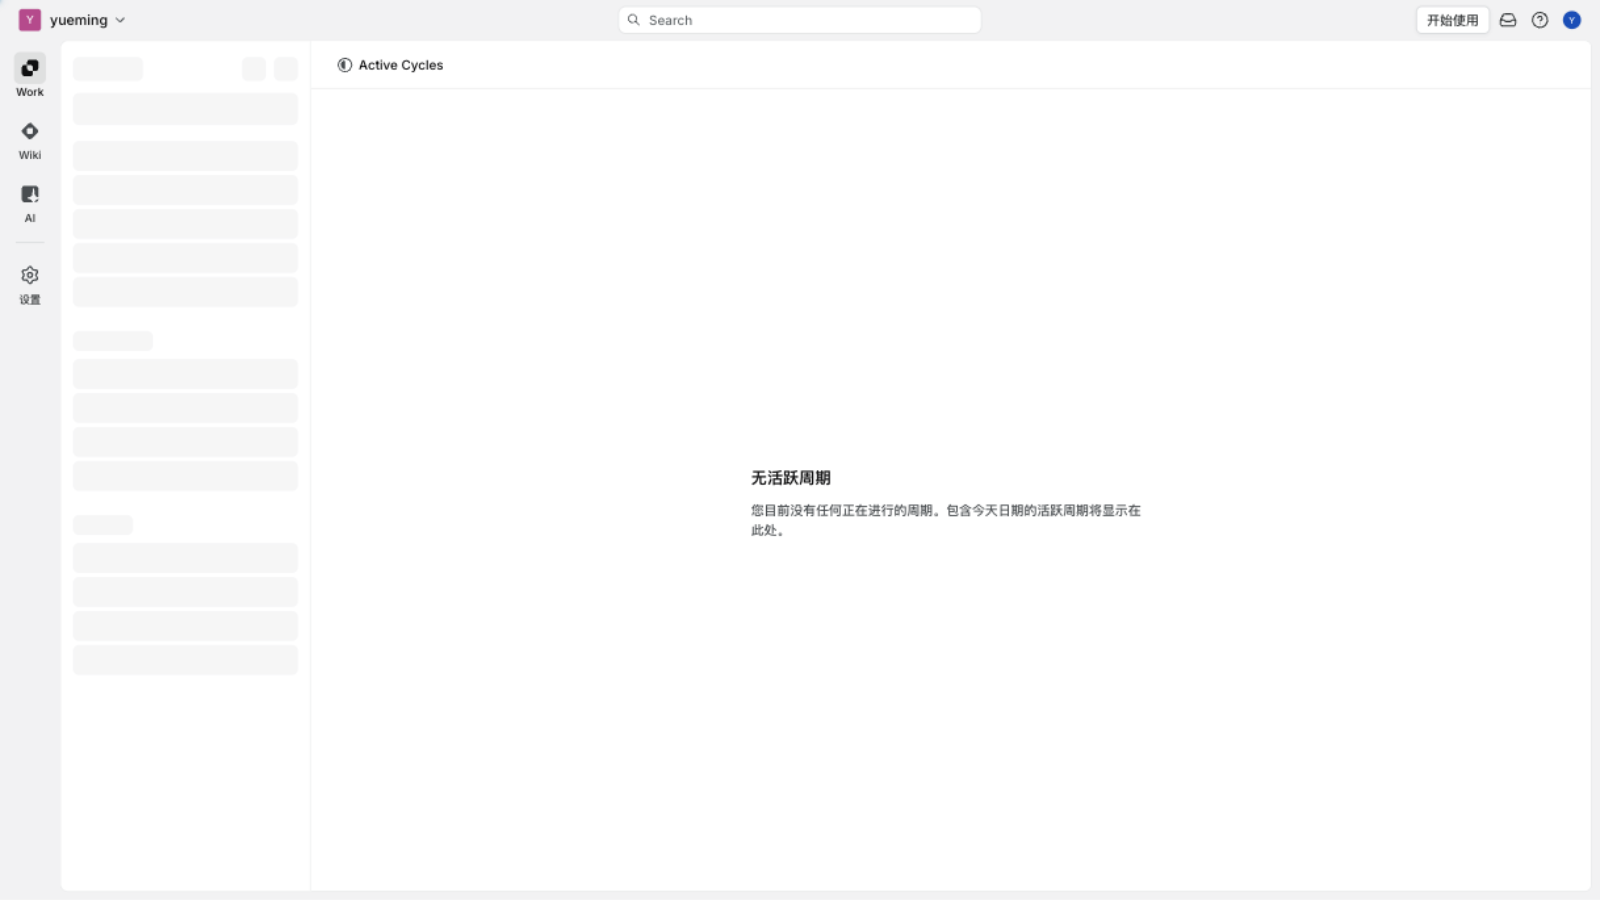 Y yueming
Search
开始使用
Y
Work
Wiki
AI
设置
Active Cycles
无活跃周期
您目前没有任何正在进行的周期。包含今天日期的活跃周期将显示在
此处。